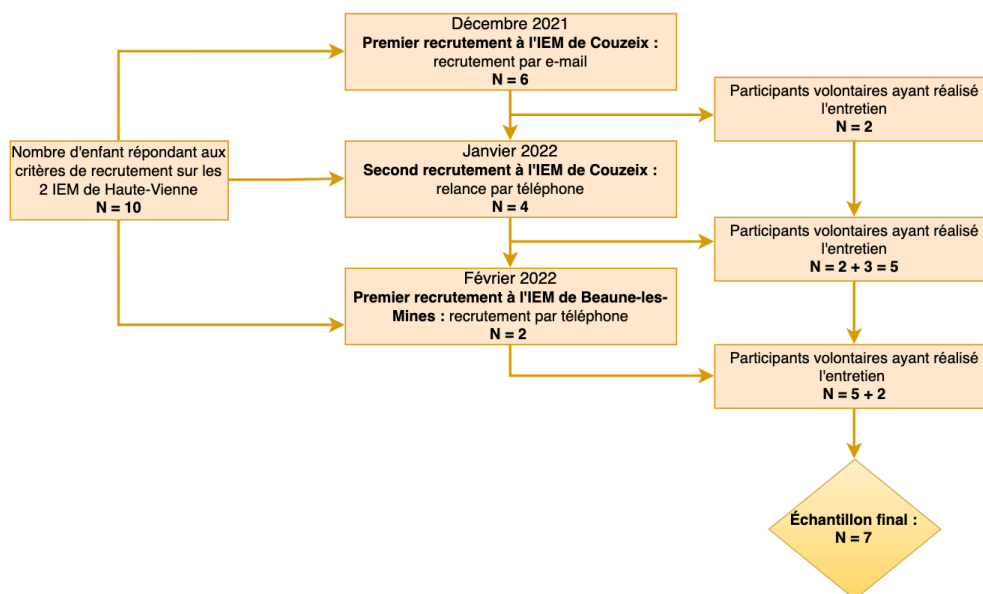 Décembre 2021
Premier recrutement à l'IEM de Couzeix :
recrutement par e-mail
N = 6
Participants volontaires ayant réalisé
l'entretien
N = 2
Nombre d'enfant répondant aux
critères de recrutement sur les
2 IEM de Haute-Vienne
N = 10
Janvier 2022
Second recrutement à l'IEM de Couzeix :
relance par téléphone
N = 4
Participants volontaires ayant réalisé
l'entretien
N = 2 + 3 = 5
Février 2022
Premier recrutement à l'IEM de Beaune-les-
Mines : recrutement par téléphone
N = 2
Participants volontaires ayant réalisé
l'entretien
N = 5 + 2
Échantillon final :
N = 7